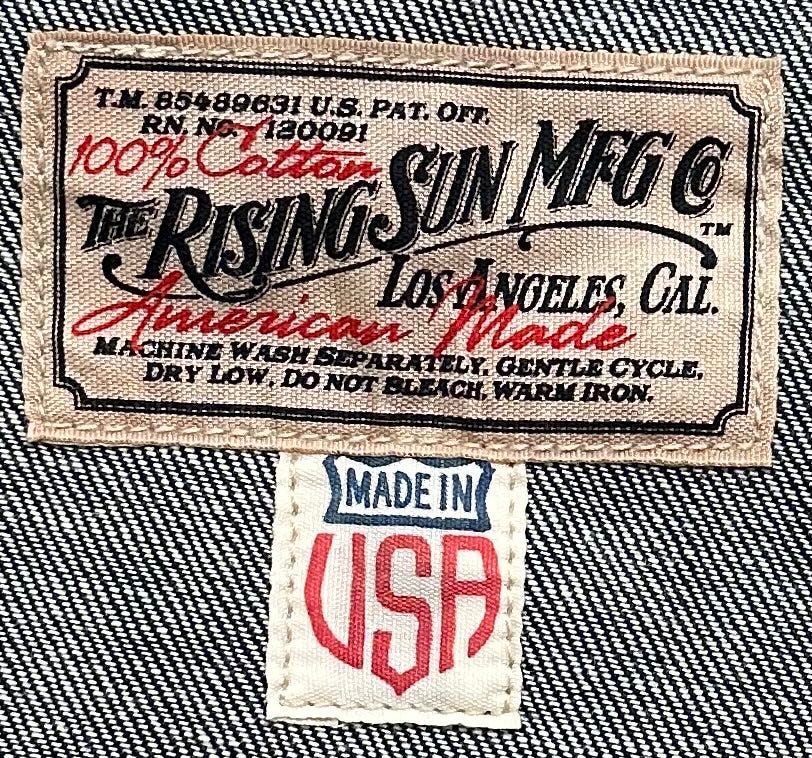 T.M. 85489631 U.S. PAT. OFF.
RN. NO. 130091
100% Cotton
THE RISING SUN MFG CO ™
LOS ANGELES, CAL.
American Made
MACHINE WASH SEPARATELY. GENTLE CYCLE.
DRY LOW. DO NOT BLEACH. WARM IRON.
MADE IN
USA